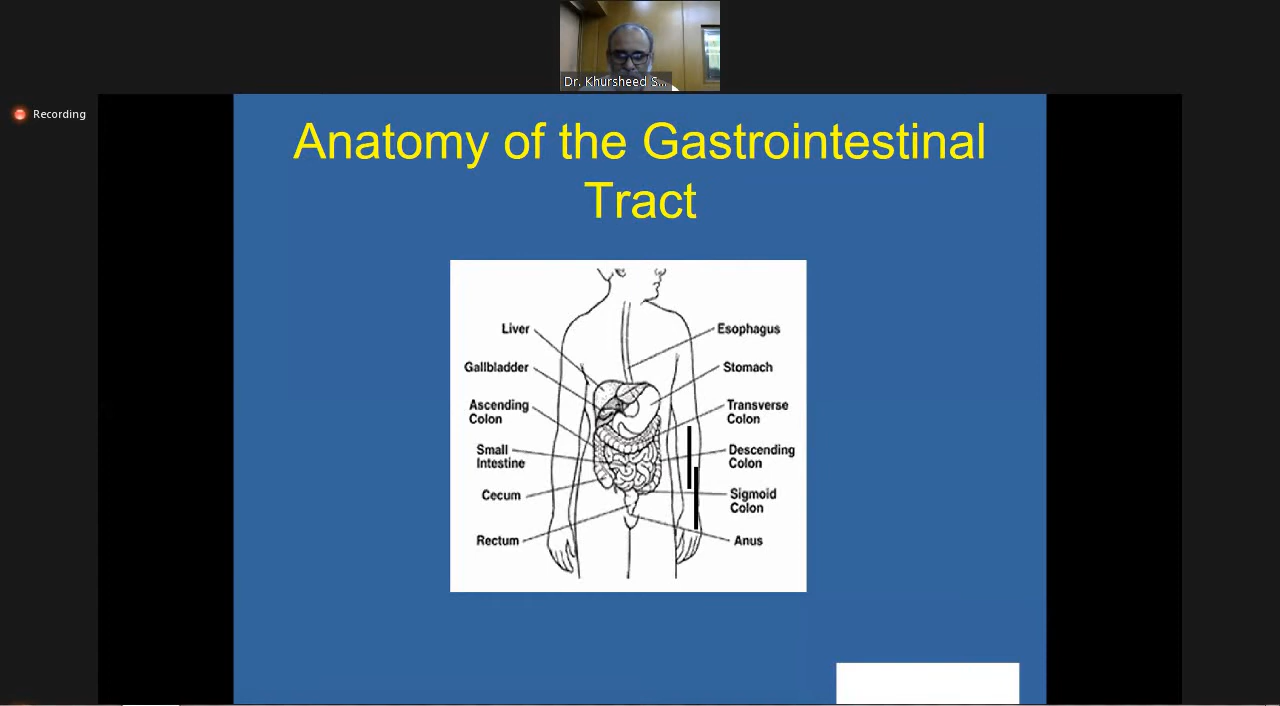 Dr. Khursheed S...
Recording
Anatomy of the Gastrointestinal
Tract
Liver
Gallbladder
Ascending
Colon
Small
Intestine
Cecum
Rectum
Esophagus
Stomach
Transverse
Colon
Descending
Colon
Sigmoid
Colon
Anus